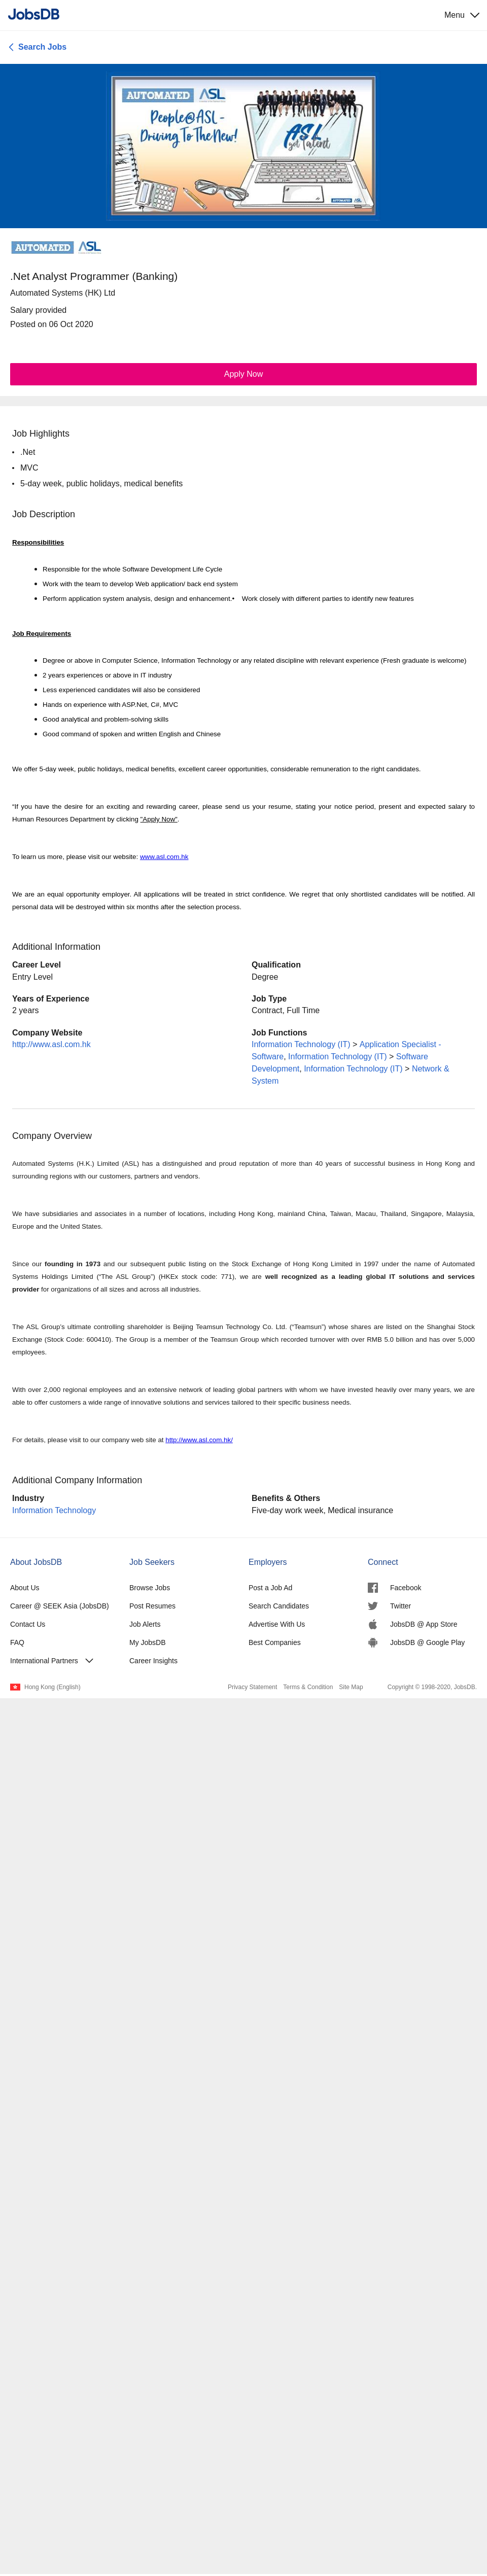 JobsDB
Menu
Search Jobs
AUTOMATED ASL
People@ASL -
Driving To The New!
ASL
got Talent
AUTOMATED ASL
AUTOMATED ASL
.Net Analyst Programmer (Banking)
Automated Systems (HK) Ltd
Salary provided
Posted on 06 Oct 2020
Apply Now
Job Highlights
• .Net
• MVC
• 5-day week, public holidays, medical benefits
Job Description
Responsibilities
• Responsible for the whole Software Development Life Cycle
• Work with the team to develop Web application/ back end system
• Perform application system analysis, design and enhancement.• Work closely with different parties to identify new features
Job Requirements
• Degree or above in Computer Science, Information Technology or any related discipline with relevant experience (Fresh graduate is welcome)
• 2 years experiences or above in IT industry
• Less experienced candidates will also be considered
• Hands on experience with ASP.Net, C#, MVC
• Good analytical and problem-solving skills
• Good command of spoken and written English and Chinese
We offer 5-day week, public holidays, medical benefits, excellent career opportunities, considerable remuneration to the right candidates.
“If you have the desire for an exciting and rewarding career, please send us your resume, stating your notice period, present and expected salary to
Human Resources Department by clicking "Apply Now".
To learn us more, please visit our website: www.asl.com.hk
We are an equal opportunity employer. All applications will be treated in strict confidence. We regret that only shortlisted candidates will be notified. All
personal data will be destroyed within six months after the selection process.
Additional Information
Career Level
Entry Level
Qualification
Degree
Years of Experience
2 years
Job Type
Contract, Full Time
Company Website
http://www.asl.com.hk
Job Functions
Information Technology (IT) > Application Specialist -
Software, Information Technology (IT) > Software
Development, Information Technology (IT) > Network &
System
Company Overview
Automated Systems (H.K.) Limited (ASL) has a distinguished and proud reputation of more than 40 years of successful business in Hong Kong and
surrounding regions with our customers, partners and vendors.
We have subsidiaries and associates in a number of locations, including Hong Kong, mainland China, Taiwan, Macau, Thailand, Singapore, Malaysia,
Europe and the United States.
Since our founding in 1973 and our subsequent public listing on the Stock Exchange of Hong Kong Limited in 1997 under the name of Automated
Systems Holdings Limited (“The ASL Group”) (HKEx stock code: 771), we are well recognized as a leading global IT solutions and services
provider for organizations of all sizes and across all industries.
The ASL Group's ultimate controlling shareholder is Beijing Teamsun Technology Co. Ltd. (“Teamsun”) whose shares are listed on the Shanghai Stock
Exchange (Stock Code: 600410). The Group is a member of the Teamsun Group which recorded turnover with over RMB 5.0 billion and has over 5,000
employees.
With over 2,000 regional employees and an extensive network of leading global partners with whom we have invested heavily over many years, we are
able to offer customers a wide range of innovative solutions and services tailored to their specific business needs.
For details, please visit to our company web site at http://www.asl.com.hk/
Additional Company Information
Industry
Information Technology
Benefits & Others
Five-day work week, Medical insurance
About JobsDB
About Us
Career @ SEEK Asia (JobsDB)
Contact Us
FAQ
International Partners
Job Seekers
Browse Jobs
Post Resumes
Job Alerts
My JobsDB
Career Insights
Employers
Post a Job Ad
Search Candidates
Advertise With Us
Best Companies
Connect
Facebook
Twitter
JobsDB @ App Store
JobsDB @ Google Play
Hong Kong (English)
Privacy Statement Terms & Condition Site Map Copyright © 1998-2020, JobsDB.